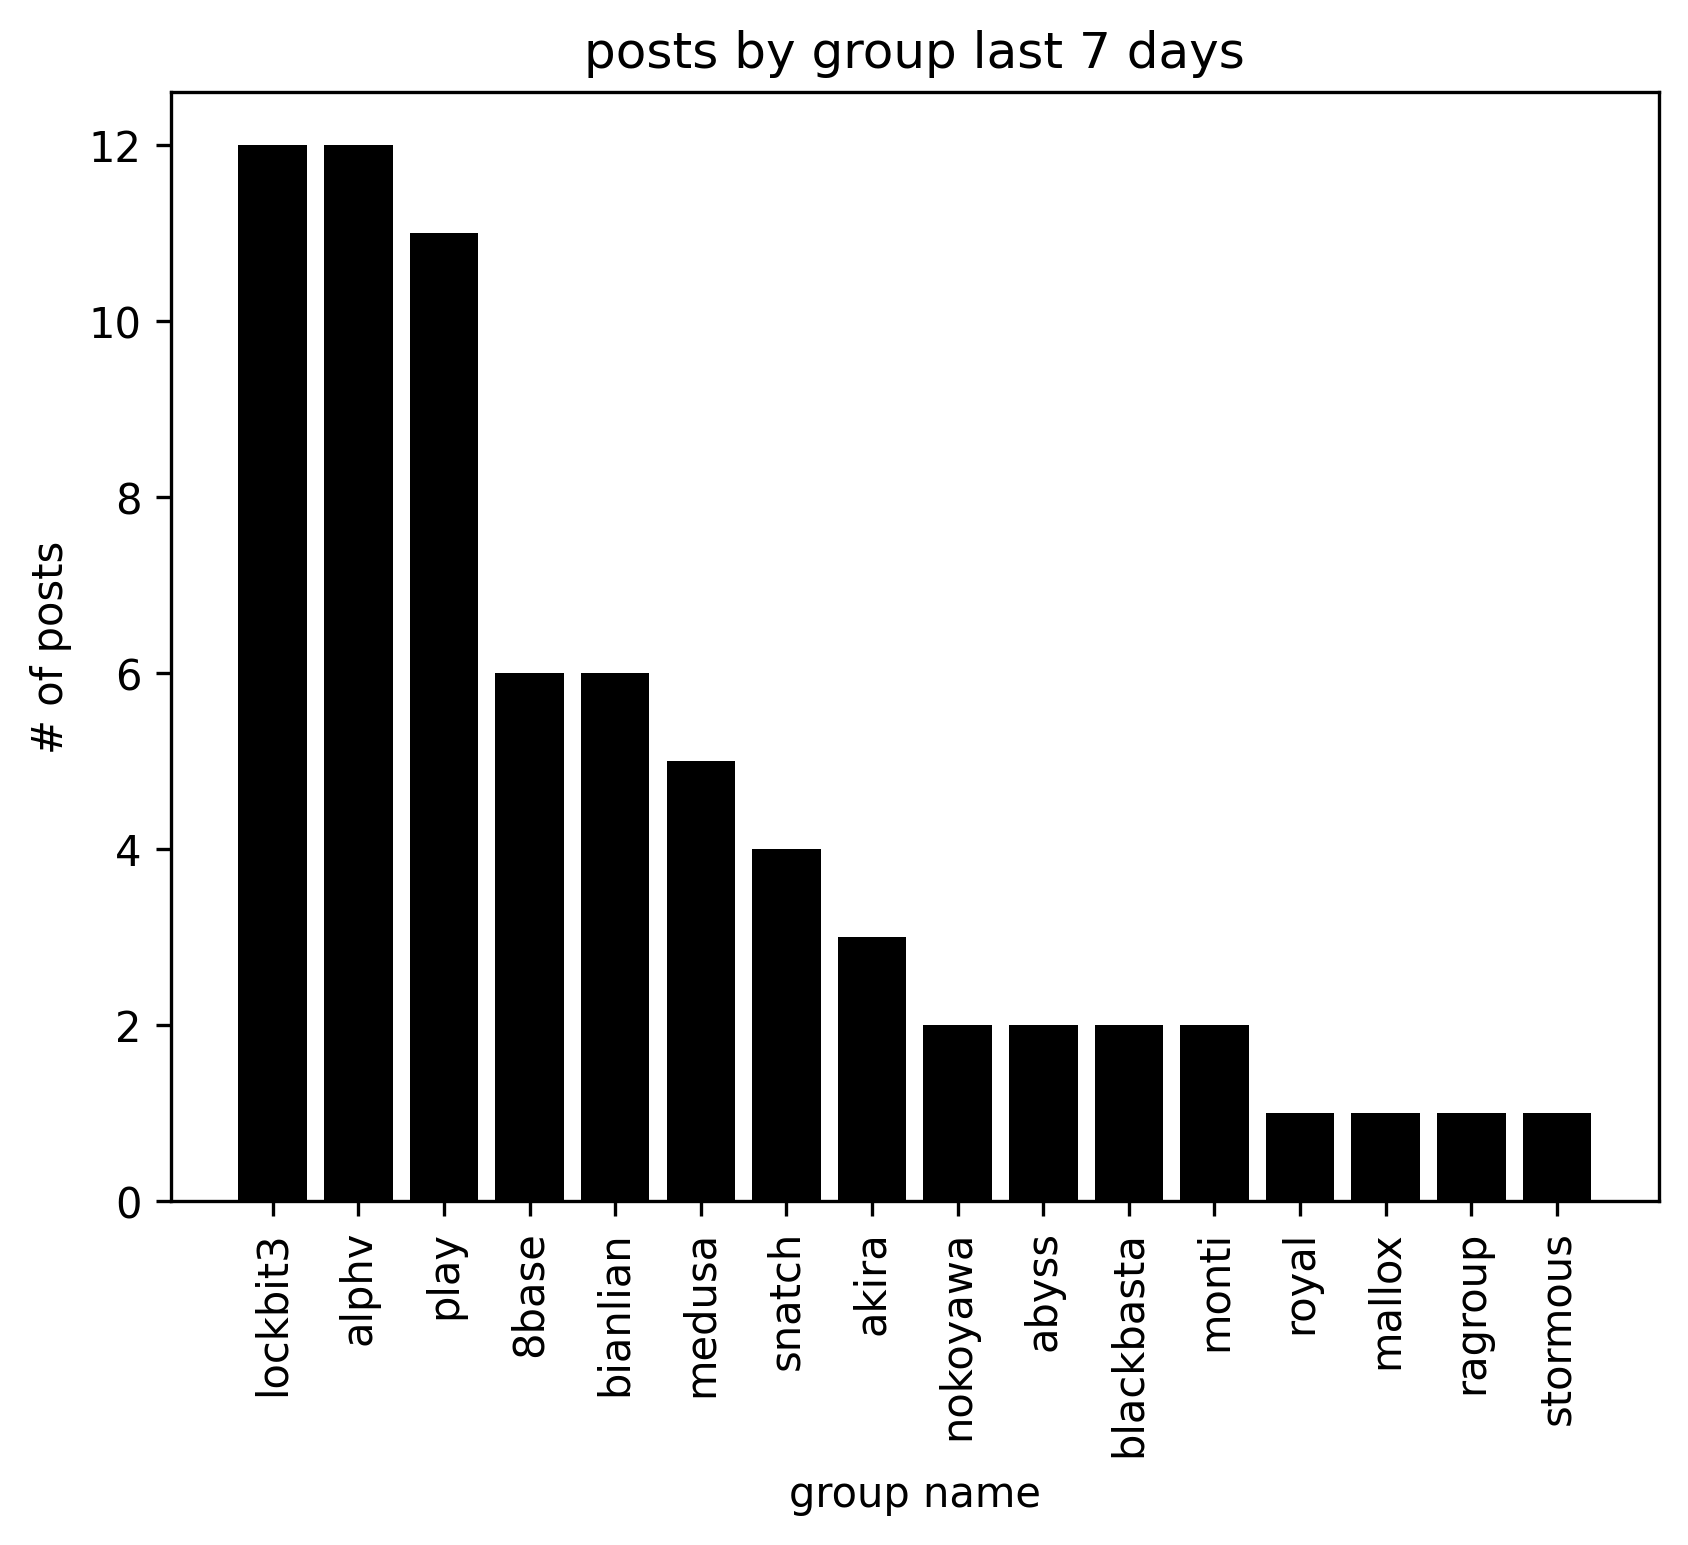 posts by group last 7 days
12
10
8
6
4
2
0
# of posts
lockbit3
alphv
play
8base
bianlian
medusa
snatch
akira
nokoyawa
abyss
blackbasta
monti
royal
mallox
ragroup
stormous
group name